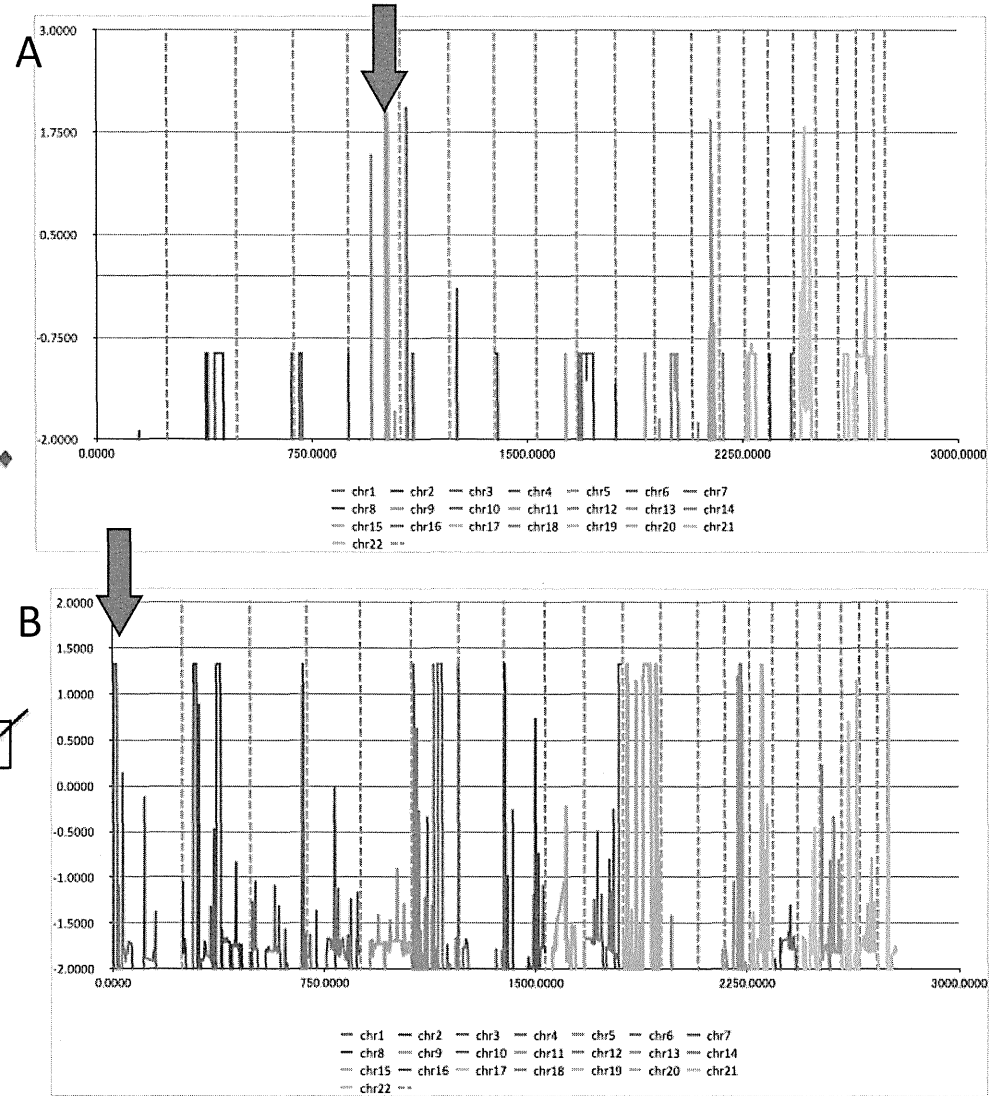 A
3.0000
1.7500
0.5000
-0.7500
-2.0000
0.0000 750.0000 1500.0000 2250.0000 3000.0000
chr1 chr2 chr3 chr4 chr5 chr6 chr7
chr8 chr9 chr10 chr11 chr12 chr13 chr14
chr15 chr16 chr17 chr18 chr19 chr20 chr21
chr22
B
2.0000
1.5000
1.0000
0.5000
0.0000
-0.5000
-1.0000
-1.5000
-2.0000
0.0000 750.0000 1500.0000 2250.0000 3000.0000
chr1 chr2 chr3 chr4 chr5 chr6 chr7
chr8 chr9 chr10 chr11 chr12 chr13 chr14
chr15 chr16 chr17 chr18 chr19 chr20 chr21
chr22